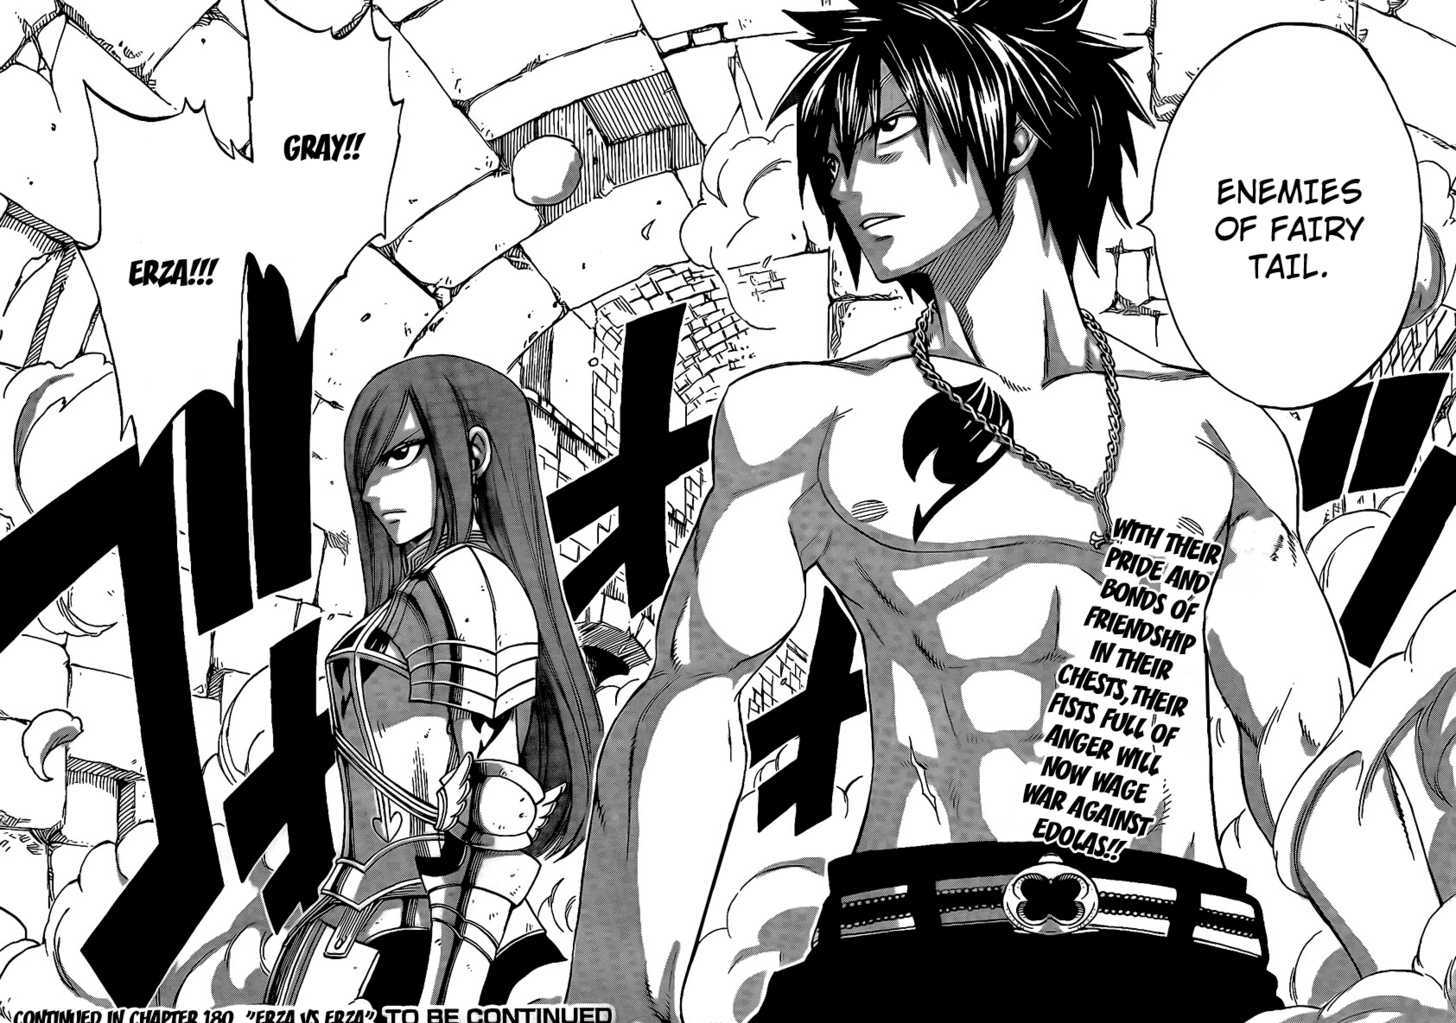 GRAY!!
ERZA!!!
ENEMIES
OF FAIRY
TAIL.
WITH THEIR
PRIDE AND
BONDS OF
FRIENDSHIP
IN THEIR
CHESTS, THEIR
FISTS FULL OF
ANGER WILL
NOW WAGE
WAR AGAINST
EDOLAS!!
CONTINUED IN CHAPTER 180, "ERZA VS ERZA" TO BE CONTINUED